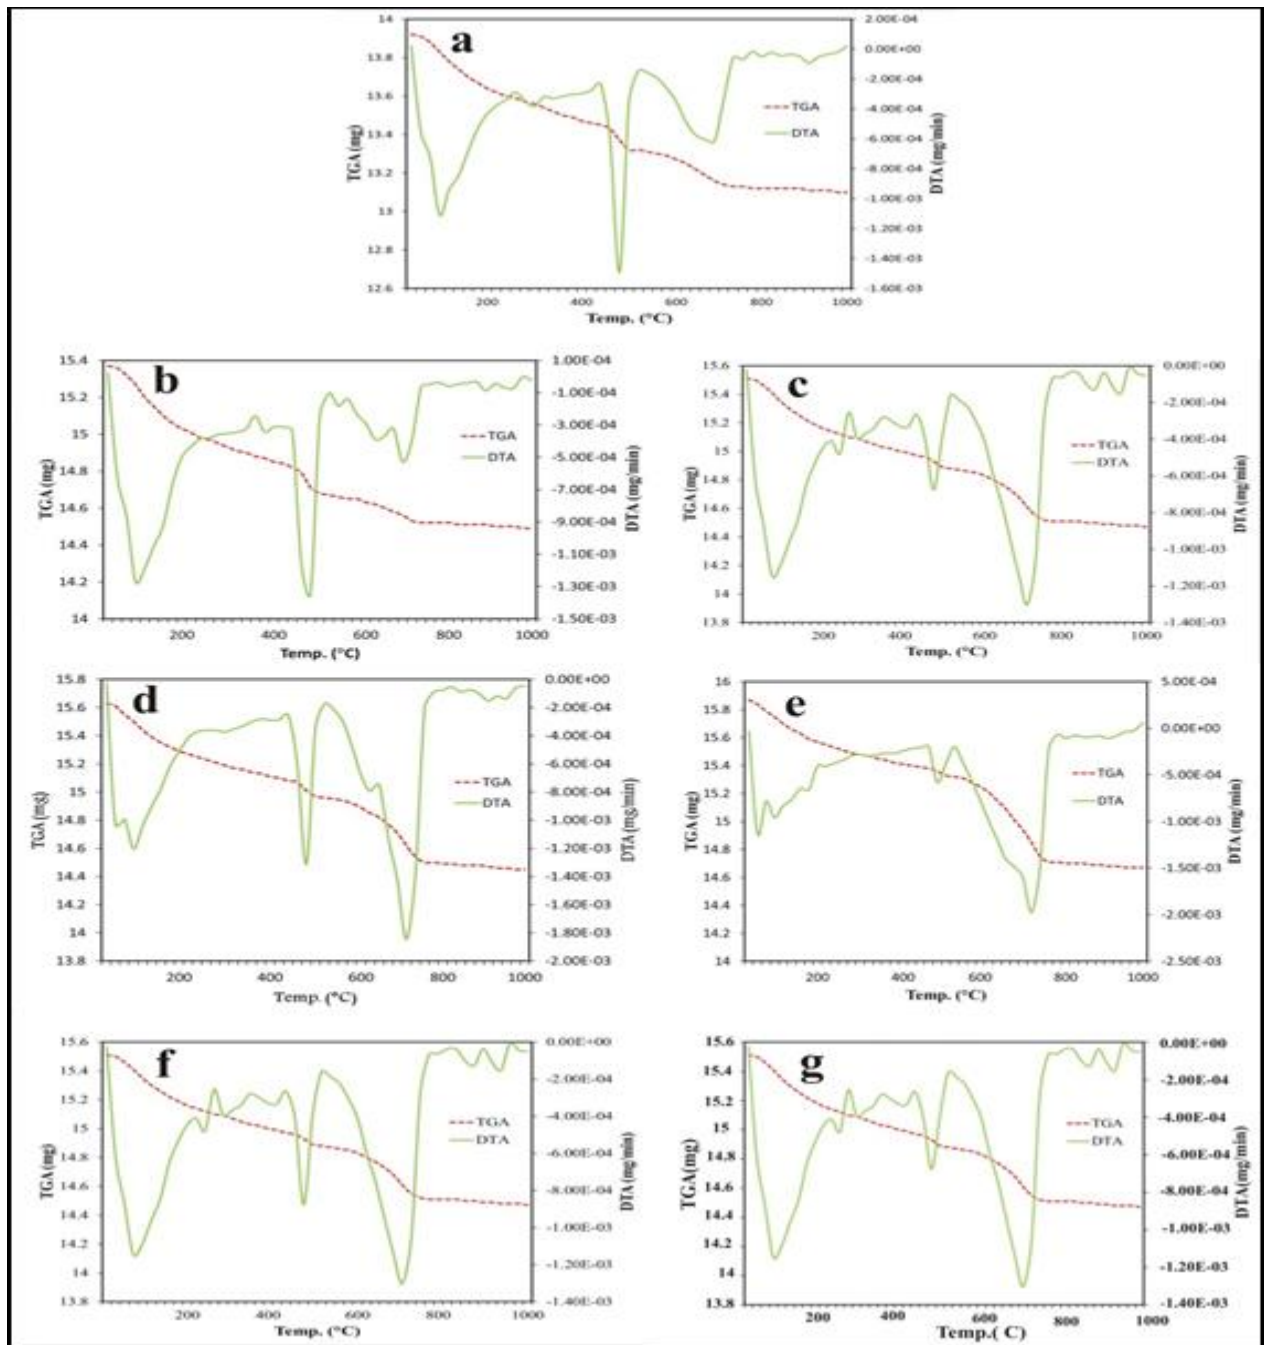 a
14
13.8
13.6
13.4
13.2
13
12.8
12.6
TGA (mg)
2.00E-04
0.00E+00
-2.00E-04
-4.00E-04
-6.00E-04
-8.00E-04
-1.00E-03
-1.20E-03
-1.40E-03
-1.60E-03
DTA (mg/min)
TGA
DTA
200 400 600 800 1000
Temp. (°C)
b
15.4
15.2
15
14.8
14.6
14.4
14.2
14
TGA (mg)
1.00E-04
-1.00E-04
-3.00E-04
-5.00E-04
-7.00E-04
-9.00E-04
-1.10E-03
-1.30E-03
-1.50E-03
DTA (mg/min)
TGA
DTA
200 400 600 800 1000
Temp. (°C)
c
15.6
15.4
15.2
15
14.8
14.6
14.4
14.2
14
13.8
TGA (mg)
0.00E+00
-2.00E-04
-4.00E-04
-6.00E-04
-8.00E-04
-1.00E-03
-1.20E-03
-1.40E-03
DTA (mg/min)
TGA
DTA
200 400 600 800 1000
Temp. (°C)
d
15.8
15.6
15.4
15.2
15
14.8
14.6
14.4
14.2
14
13.8
TGA (mg)
0.00E+00
-2.00E-04
-4.00E-04
-6.00E-04
-8.00E-04
-1.00E-03
-1.20E-03
-1.40E-03
-1.60E-03
-1.80E-03
-2.00E-03
DTA (mg/min)
TGA
DTA
200 400 600 800 1000
Temp. (°C)
e
16
15.8
15.6
15.4
15.2
15
14.8
14.6
14.4
14.2
14
TGA (mg)
5.00E-04
0.00E+00
-5.00E-04
-1.00E-03
-1.50E-03
-2.00E-03
-2.50E-03
DTA (mg/min)
TGA
DTA
200 400 600 800 1000
Temp. (°C)
f
15.6
15.4
15.2
15
14.8
14.6
14.4
14.2
14
13.8
TGA (mg)
0.00E+00
-2.00E-04
-4.00E-04
-6.00E-04
-8.00E-04
-1.00E-03
-1.20E-03
-1.40E-03
DTA (mg/min)
TGA
DTA
200 400 600 800 1000
Temp. (°C)
g
15.6
15.4
15.2
15
14.8
14.6
14.4
14.2
14
13.8
TGA(mg)
0.00E+00
-2.00E-04
-4.00E-04
-6.00E-04
-8.00E-04
-1.00E-03
-1.20E-03
-1.40E-03
DTA(mg/min)
TGA
DTA
200 400 600 800 1000
Temp.( C)